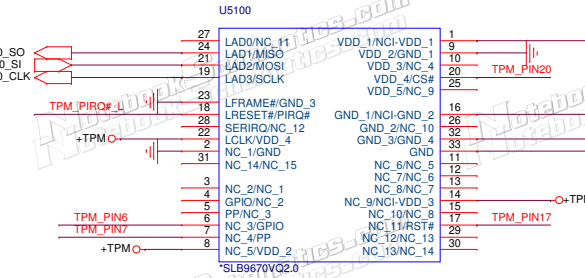 U5100
27 LAD0/NC_11 VDD_1/NCI-VDD_1 1
_SO 24 LAD1/MISO VDD_2/GND_1 9
0_SI 21 LAD2/MOSI VDD_3/NC_4 10
0_CLK 19 LAD3/SCLK VDD_4/CS# 20 TPM_PIN20
VDD_5/NC_9 25
23 LFRAME#/GND_3
TPM_PIRQ#_L 18 LRESET#/PIRQ# GND_1/NCI-GND_2 16
28 SERIRQ/NC_12 GND_2/NC_10 26
+TPM 22 LCLK/VDD_4 GND_3/GND_4 32
2 NC_1/GND GND 33
31 NC_14/NC_15 NC_6/NC_5 11
NC_7/NC_6 12
3 NC_2/NC_1 NC_8/NC_7 13
4 GPIO/NC_2 NC_9/NCI-VDD_3 14 +TPM
5 PP/NC_3 NC_10/NC_8 15
TPM_PIN6 6 NC_3/GPIO NC_11/RST# 17 TPM_PIN17
TPM_PIN7 7 NC_4/PP NC_12/NC_13 29
+TPM 8 NC_5/VDD_2 NC_13/NC_14 30
*SLB9670VQ2.0